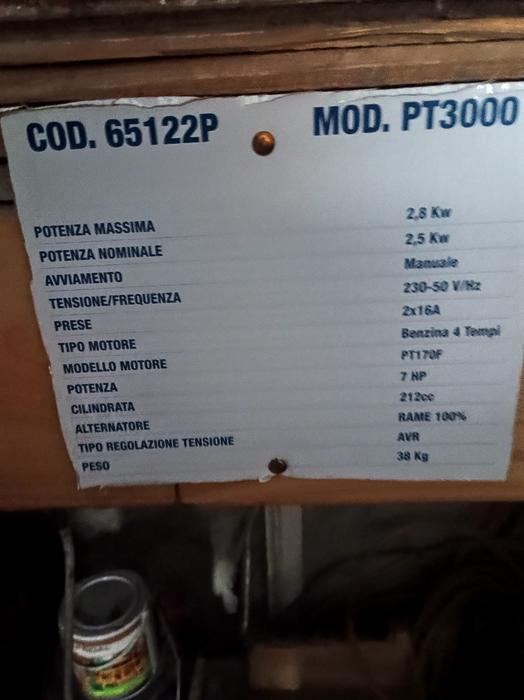 COD. 65122P MOD. PT3000
POTENZA MASSIMA 2,8 Kw
POTENZA NOMINALE 2,5 Kw
AVVIAMENTO Manuale
TENSIONE/FREQUENZA 230-50 V/Hz
PRESE 2x16A
TIPO MOTORE Benzina 4 Tempi
MODELLO MOTORE PT170F
POTENZA 7 HP
CILINDRATA 212cc
ALTERNATORE RAME 100%
TIPO REGOLAZIONE TENSIONE AVR
PESO 38 Kg